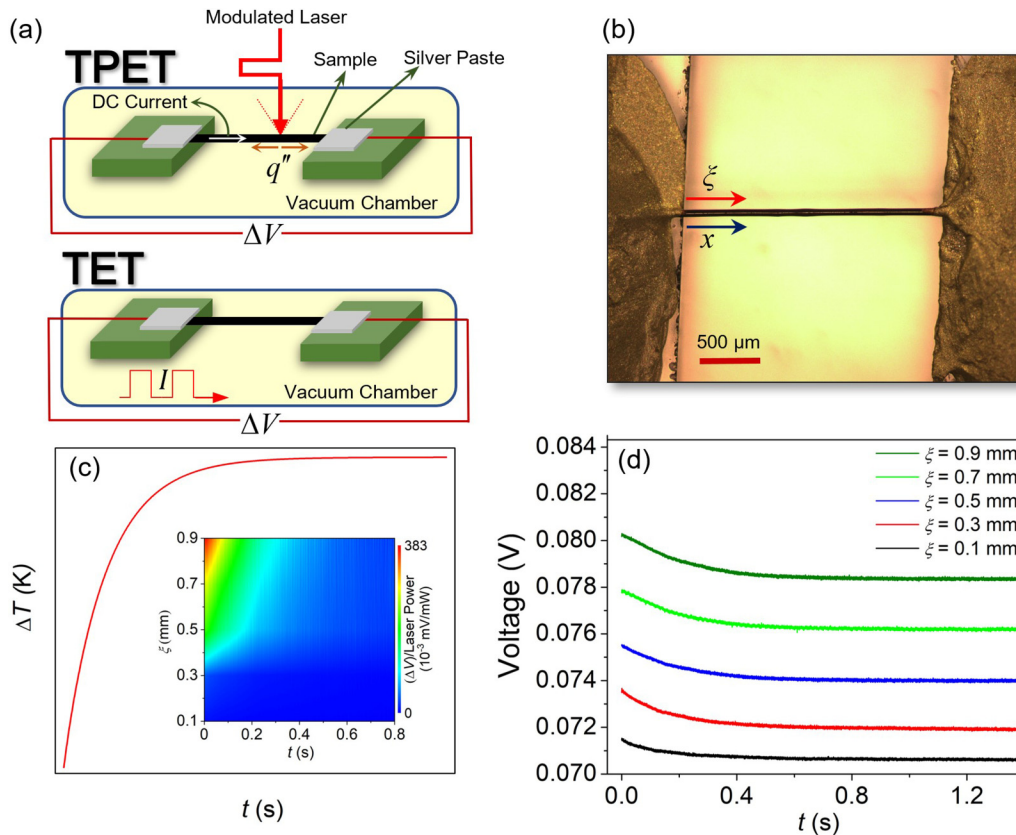 (a)
Modulated Laser
TPET
Sample
Silver Paste
DC Current
q″
Vacuum Chamber
ΔV
TET
I
Vacuum Chamber
ΔV
(b)
ξ
x
500 μm
(c)
ΔT (K)
t (s)
0.9
0.7
0.5
0.3
0.1
ξ (mm)
0 0.2 0.4 0.6 0.8
t (s)
383
0
(ΔV)/Laser Power
(10⁻³ mV/mW)
(d)
0.084
0.082
0.080
0.078
0.076
0.074
0.072
0.070
Voltage (V)
ξ = 0.9 mm
ξ = 0.7 mm
ξ = 0.5 mm
ξ = 0.3 mm
ξ = 0.1 mm
0.0 0.4 0.8 1.2
t (s)